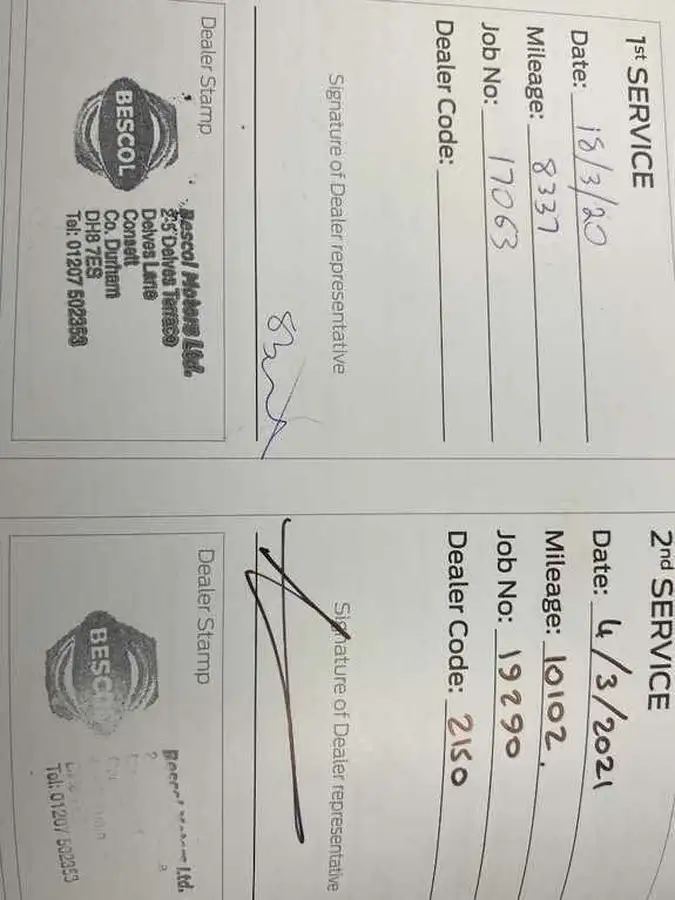 1st SERVICE
Date: 18/3/20
Mileage: 8337
Job No: 17063
Dealer Code:
Signature of Dealer representative
Dealer Stamp
BESCOL
Bescol Motors Ltd.
2-5 Delves Terrace
Delves Lane
Consett
Co. Durham
DH8 7ES
Tel: 01207 502353
2nd SERVICE
Date: 4/3/2021
Mileage: 10102.
Job No: 19290
Dealer Code: 2150
Signature of Dealer representative
Dealer Stamp
BESCOL
Bescol Ltd.
Tel: 01207 502353